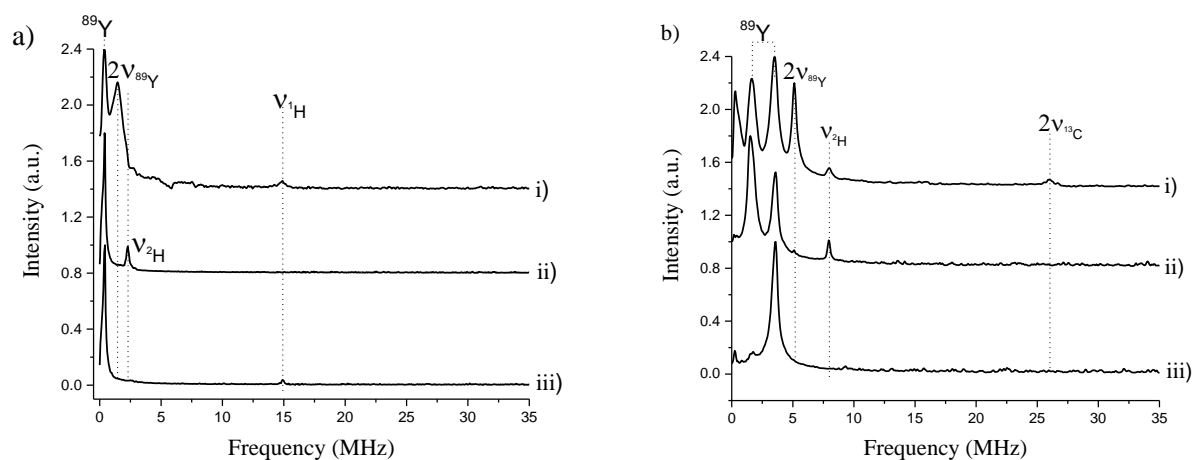 a)
⁸⁹Y
2ν₈₉Y
ν₁H
ν₂H
i)
ii)
iii)
2.4
2.0
1.6
1.2
0.8
0.4
0.0
0 5 10 15 20 25 30 35
Intensity (a.u.)
Frequency (MHz)
b)
⁸⁹Y
2ν₈₉Y
ν₂H
2ν₁₃C
i)
ii)
iii)
2.4
2.0
1.6
1.2
0.8
0.4
0.0
0 5 10 15 20 25 30 35
Intensity (a.u.)
Frequency (MHz)